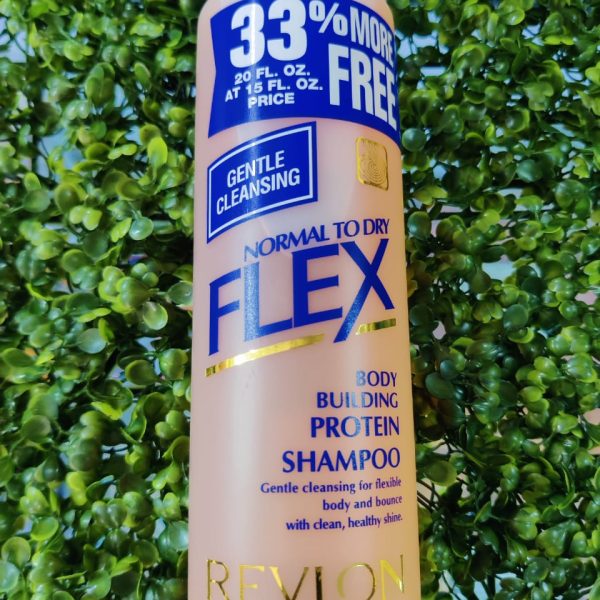 33% MORE
FREE
20 FL. OZ.
AT 15 FL. OZ.
PRICE
GENTLE
CLEANSING
NORMAL TO DRY
FLEX
BODY
BUILDING
PROTEIN
SHAMPOO
Gentle cleansing for flexible
body and bounce
with clean, healthy shine.
REVLON